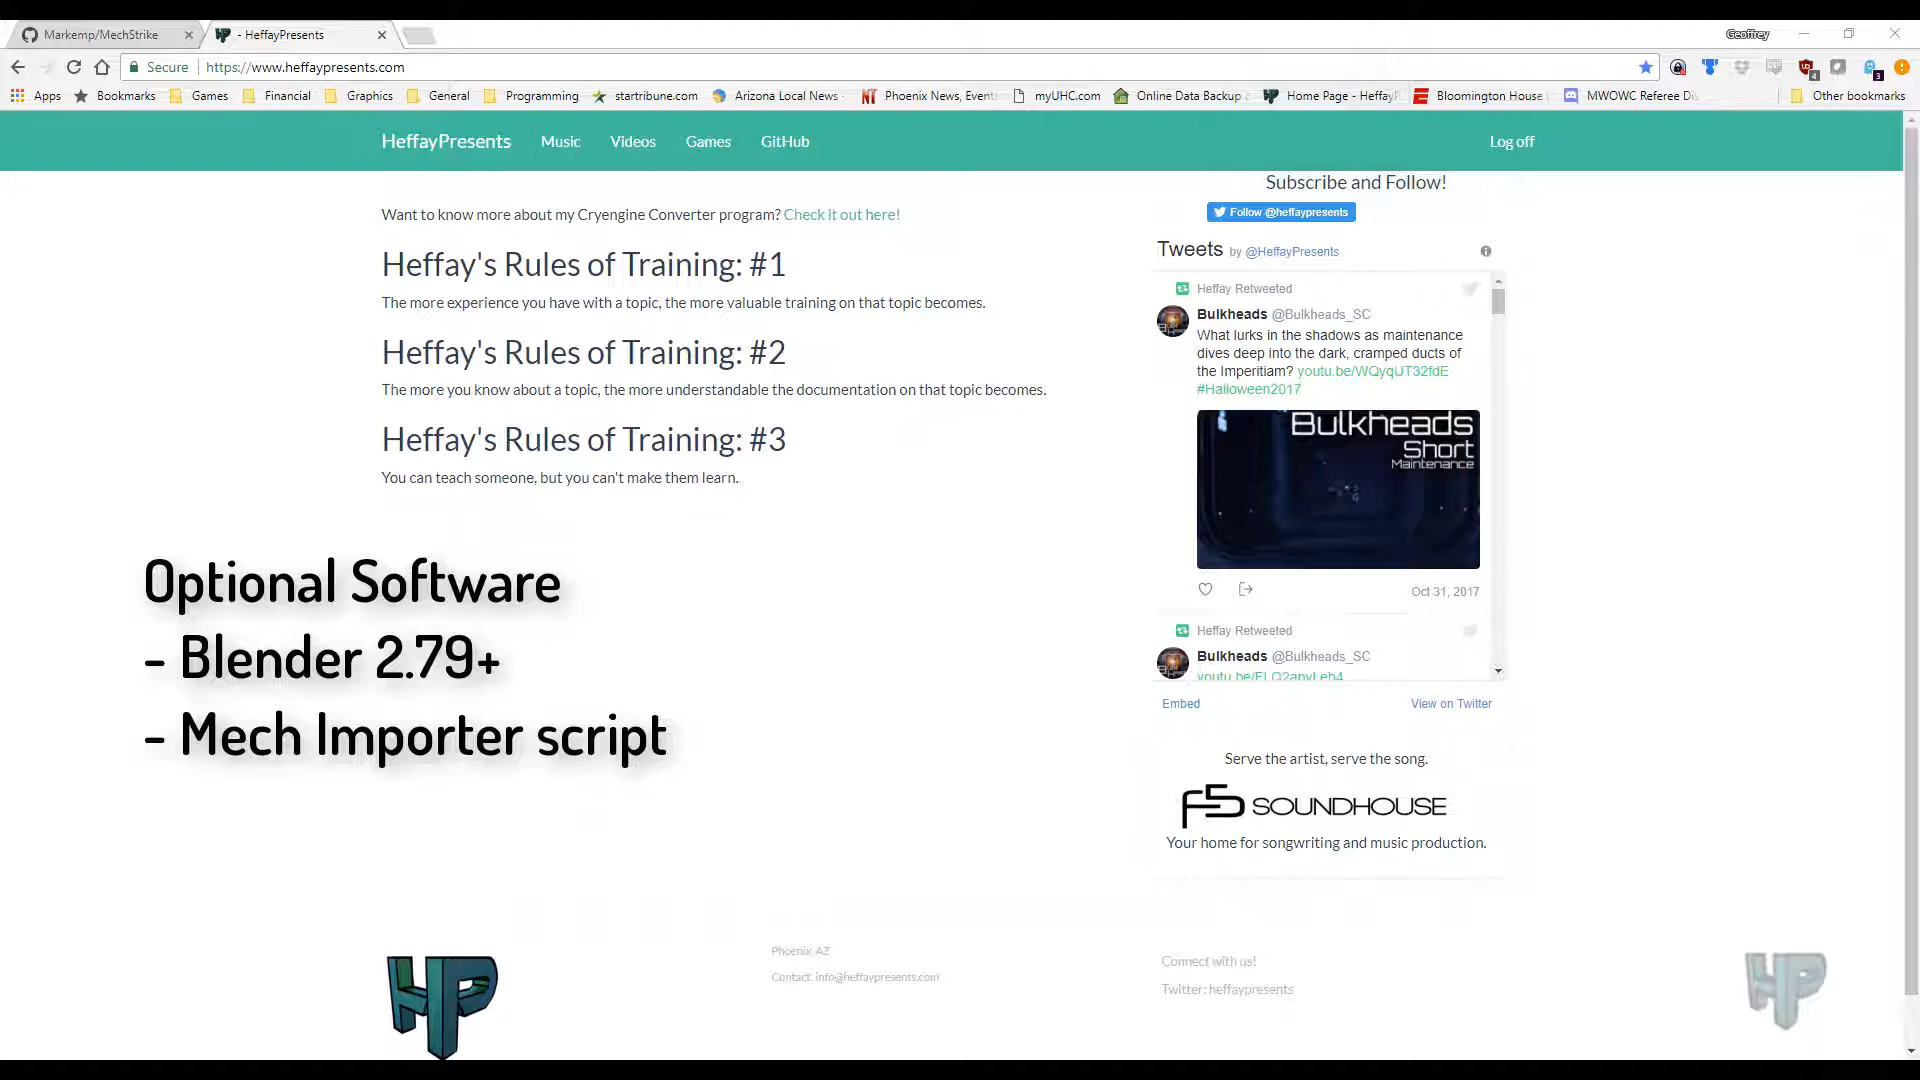 Markemp/MechStrike
- HeffayPresents
Geoffrey
Secure
https://www.heffaypresents.com
Apps
Bookmarks
Games
Financial
Graphics
General
Programming
startribune.com
Arizona Local News
Phoenix News, Event
myUHC.com
Online Data Backup
Home Page - HeffayP
Bloomington House
MWOWC Referee Dis
Other bookmarks
HeffayPresents
Music
Videos
Games
GitHub
Log off
Want to know more about my Cryengine Converter program? Check it out here!
Heffay's Rules of Training: #1
The more experience you have with a topic, the more valuable training on that topic becomes.
Heffay's Rules of Training: #2
The more you know about a topic, the more understandable the documentation on that topic becomes.
Heffay's Rules of Training: #3
You can teach someone, but you can't make them learn.
Optional Software
- Blender 2.79+
- Mech Importer script
Subscribe and Follow!
Follow @heffaypresents
Tweets by @HeffayPresents
Heffay Retweeted
Bulkheads @Bulkheads_SC
What lurks in the shadows as maintenance
dives deep into the dark, cramped ducts of
the Imperitiam? youtu.be/WQyqUT32fdE
#Halloween2017
Bulkheads
Short
Maintenance
Oct 31, 2017
Heffay Retweeted
Bulkheads @Bulkheads_SC
Embed
View on Twitter
Serve the artist, serve the song.
F5 SOUNDHOUSE
Your home for songwriting and music production.
HP
Phoenix, AZ
Contact: info@heffaypresents.com
Connect with us!
Twitter: heffaypresents
HP